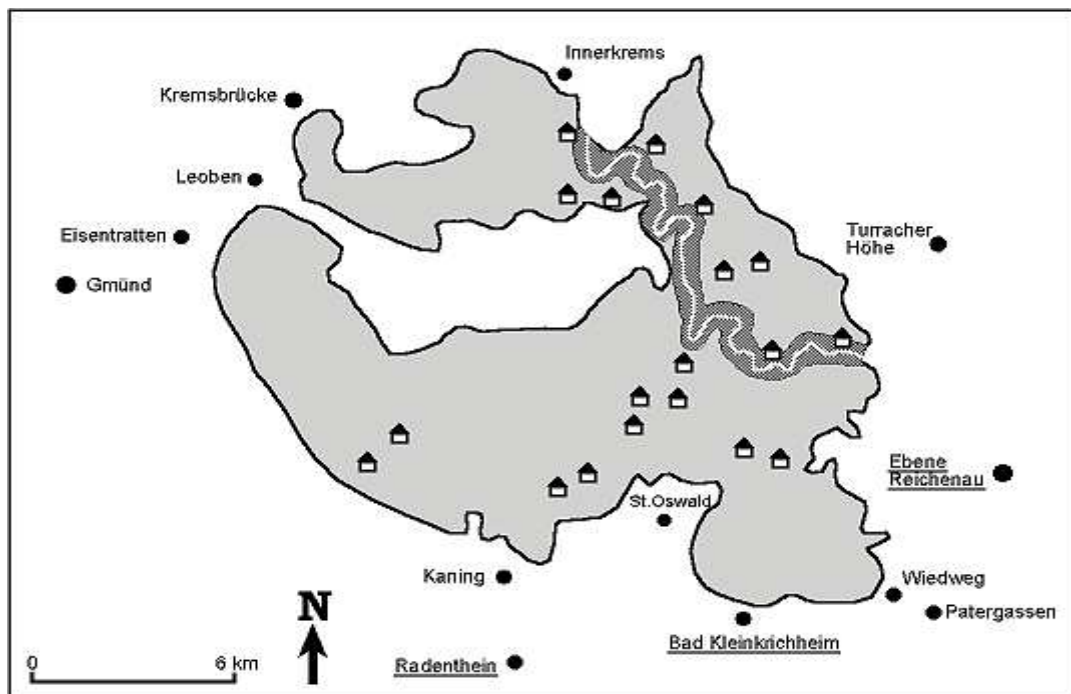 Innerkrems
Kremsbrücke
Leoben
Eisentratten
Gmünd
Turracher
Höhe
Ebene
Reichenau
St.Oswald
Kaning
Wiedweg
Patergassen
Bad Kleinkrichheim
Radenthein
N
0 6 km